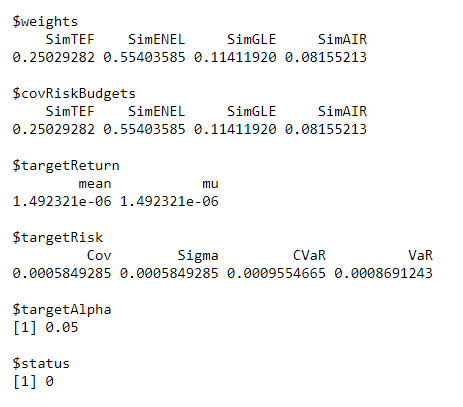 $weights
SimTEF SimENEL SimGLE SimAIR
0.25029282 0.55403585 0.11411920 0.08155213
$covRiskBudgets
SimTEF SimENEL SimGLE SimAIR
0.25029282 0.55403585 0.11411920 0.08155213
$targetReturn
mean mu
1.492321e-06 1.492321e-06
$targetRisk
Cov Sigma CVaR VaR
0.0005849285 0.0005849285 0.0009554665 0.0008691243
$targetAlpha
[1] 0.05
$status
[1] 0